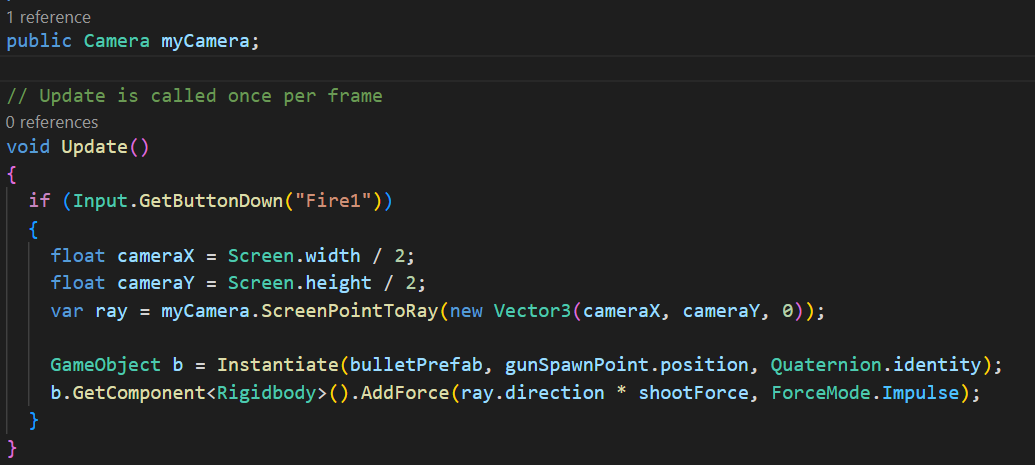 1 reference
public Camera myCamera;
// Update is called once per frame
0 references
void Update()
{
if (Input.GetButtonDown("Fire1"))
{
float cameraX = Screen.width / 2;
float cameraY = Screen.height / 2;
var ray = myCamera.ScreenPointToRay(new Vector3(cameraX, cameraY, 0));
GameObject b = Instantiate(bulletPrefab, gunSpawnPoint.position, Quaternion.identity);
b.GetComponent<Rigidbody>().AddForce(ray.direction * shootForce, ForceMode.Impulse);
}
}